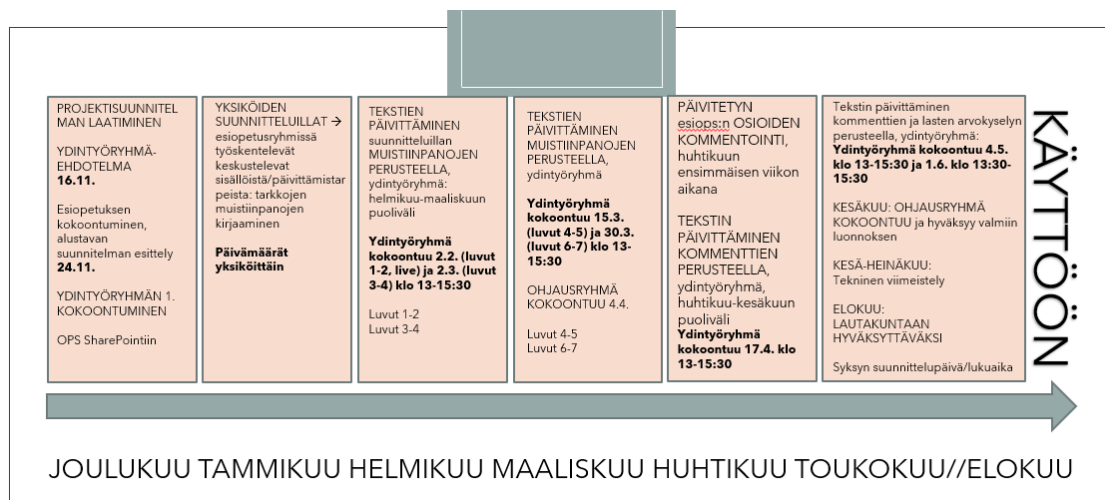 PROJEKTISUUNNITEL
MAN LAATIMINEN
YDINTYÖRYHMÄ-
EHDOTELMA
16.11.
Esiopetuksen
kokoontuminen,
alustavan
suunnitelman esittely
24.11.
YDINTYÖRYHMÄN 1.
KOKOONTUMINEN
OPS SharePointiin
YKSIKÖIDEN
SUUNNITTELUILLAT →
esiopetusryhmissä
työskentelevät
keskustelevat
sisällöistä/päivittämistar
peista: tarkkojen
muistiinpanojen
kirjaaminen
Päivämäärät
yksiköittäin
TEKSTIEN
PÄIVITTÄMINEN
suunnitteluillan
MUISTIINPANOJEN
PERUSTEELLA,
ydintyöryhmä:
helmikuu-maaliskuun
puoliväli
Ydintyöryhmä
kokoontuu 2.2. (luvut
1-2, live) ja 2.3. (luvut
3-4) klo 13-15:30
Luvut 1-2
Luvut 3-4
TEKSTIEN
PÄIVITTÄMINEN
MUISTIINPANOJEN
PERUSTEELLA,
ydintyöryhmä
Ydintyöryhmä
kokoontuu 15.3.
(luvut 4-5) ja 30.3.
(luvut 6-7) klo 13-
15:30
OHJAUSRYHMÄ
KOKOONTUU 4.4.
Luvut 4-5
Luvut 6-7
PÄIVITETYN
esiops:n OSIOIDEN
KOMMENTOINTI,
huhtikuun
ensimmäisen viikon
aikana
TEKSTIN
PÄIVITTÄMINEN
KOMMENTTIEN
PERUSTEELLA,
ydintyöryhmä,
huhtikuu-kesäkuun
puoliväli
Ydintyöryhmä
kokoontuu 17.4. klo
13-15:30
Tekstin päivittäminen
kommenttien ja lasten arvokyselyn
perusteella, ydintyöryhmä:
Ydintyöryhmä kokoontuu 4.5.
klo 13-15:30 ja 1.6. klo 13:30-
15:30
KESÄKUU: OHJAUSRYHMÄ
KOKOONTUU ja hyväksyy valmiin
luonnoksen
KESÄ-HEINÄKUU:
Tekninen viimeistely
ELOKUU:
LAUTAKUNTAAN
HYVÄKSYTTÄVÄKSI
Syksyn suunnittelupäivä/lukuaika
KÄYTTÖÖN
JOULUKUU TAMMIKUU HELMIKUU MAALISKUU HUHTIKUU TOUKOKUU//ELOKUU